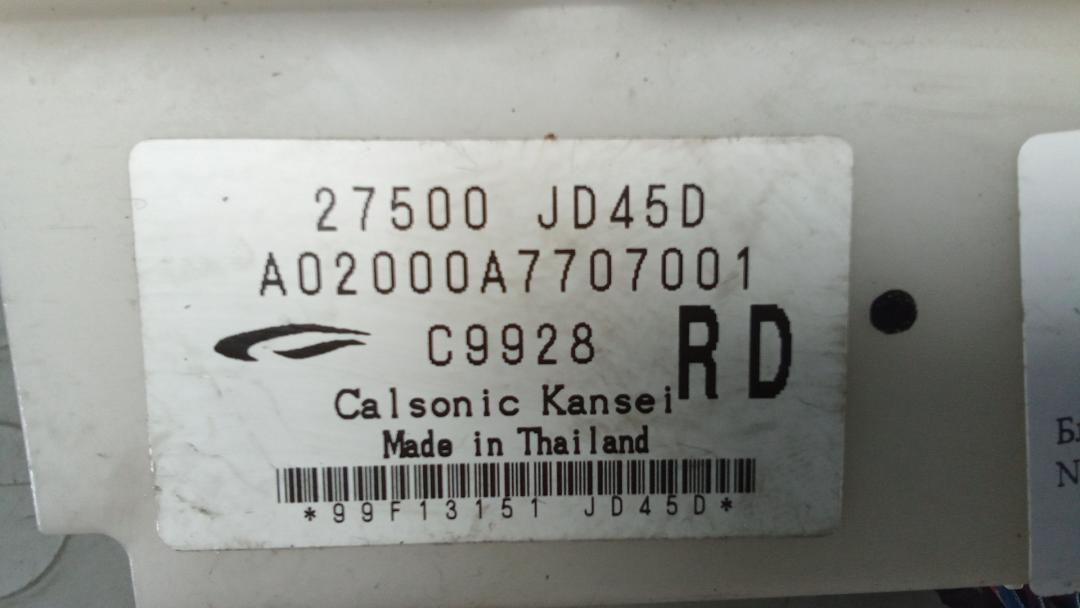 27500 JD45D
A02000A7707001
C9928
RD
Calsonic Kansei
Made in Thailand
*99F13151 JD45D*